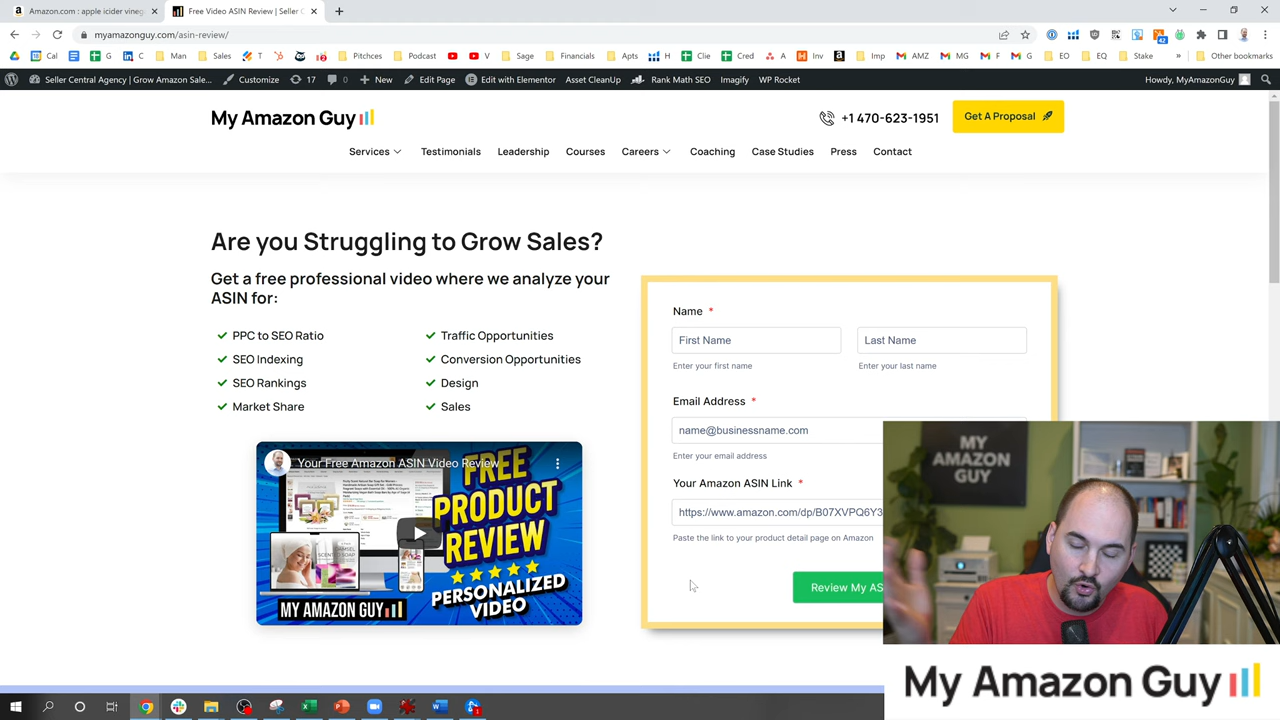 Amazon.com : apple icider vineg
Free Video ASIN Review | Seller C
myamazonguy.com/asin-review/
Cal
G
C
Man
Sales
T
Pitchces
Podcast
V
Sage
Financials
Apts
H
Clie
Cred
A
Inv
Imp
AMZ
MG
F
G
EO
EQ
Stake
»
Other bookmarks
42
Seller Central Agency | Grow Amazon Sale...
Customize
17
0
New
Edit Page
Edit with Elementor
Asset CleanUp
Rank Math SEO
Imagify
WP Rocket
Howdy, MyAmazonGuy
My Amazon Guy
+1 470-623-1951
Get A Proposal
Services
Testimonials
Leadership
Courses
Careers
Coaching
Case Studies
Press
Contact
Are you Struggling to Grow Sales?
Get a free professional video where we analyze your
ASIN for:
PPC to SEO Ratio
Traffic Opportunities
SEO Indexing
Conversion Opportunities
SEO Rankings
Design
Market Share
Sales
Your Free Amazon ASIN Video Review
FREE
PRODUCT
REVIEW
PERSONALIZED
VIDEO
MY AMAZON GUY
Name *
First Name
Last Name
Enter your first name
Enter your last name
Email Address *
name@businessname.com
Enter your email address
Your Amazon ASIN Link *
https://www.amazon.com/dp/B07XVPQ6Y3
Paste the link to your product detail page on Amazon
Review My AS
MY
AMAZON
GUY
My Amazon Guy